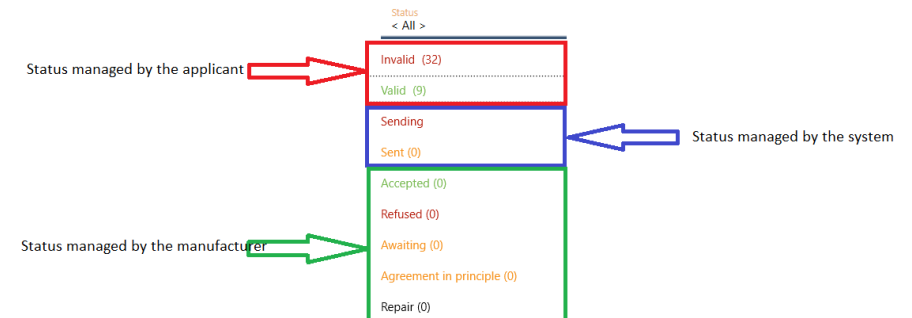 Status
< All >
Invalid (32)
Status managed by the applicant
Valid (9)
Sending
Status managed by the system
Sent (0)
Accepted (0)
Refused (0)
Awaiting (0)
Status managed by the manufacturer
Agreement in principle (0)
Repair (0)